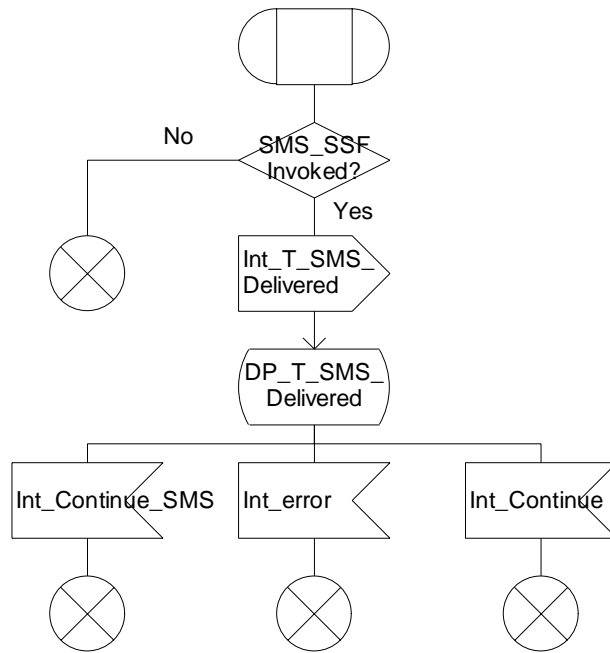 No
SMS_SSF
Invoked?
Yes
Int_T_SMS_
Delivered
DP_T_SMS_
Delivered
Int_Continue_SMS
Int_error
Int_Continue